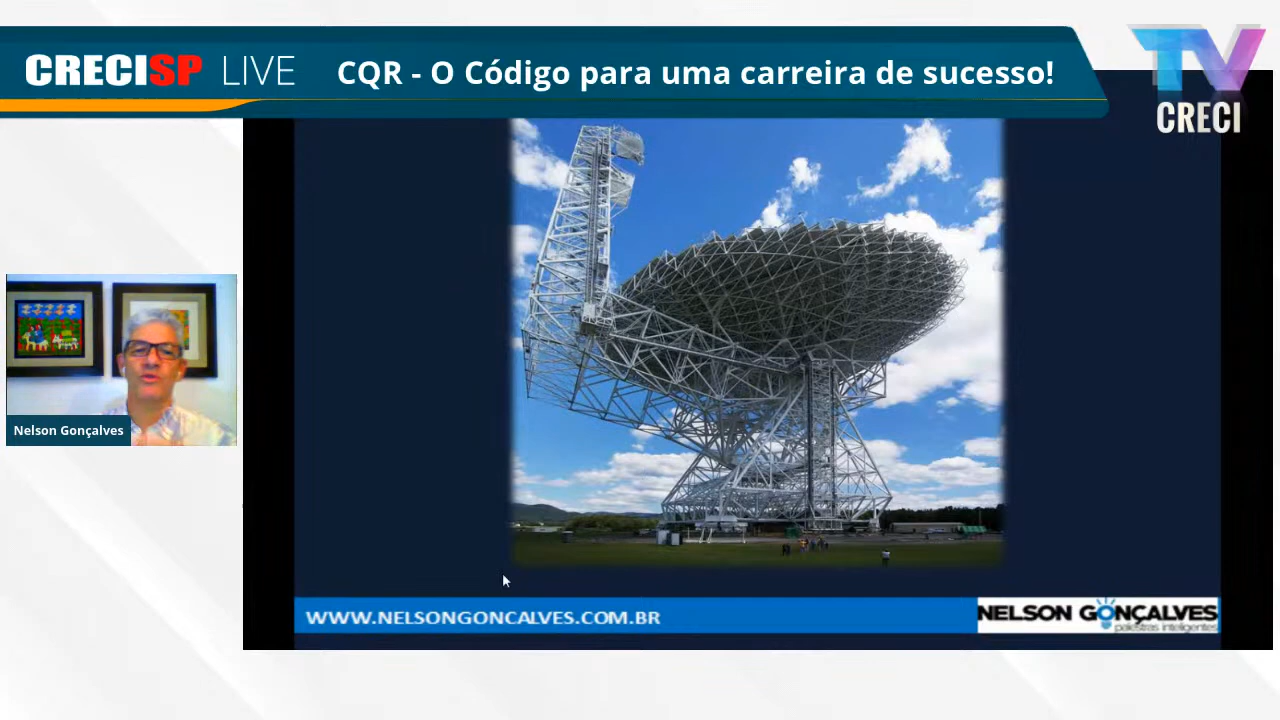 CRECISP LIVE
CQR - O Código para uma carreira de sucesso!
TV
CRECI
Nelson Gonçalves
WWW.NELSONGONCALVES.COM.BR
NELSON GONÇALVES
palestras inteligentes